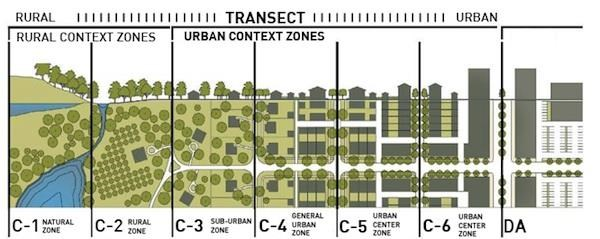 RURAL TRANSECT URBAN
RURAL CONTEXT ZONES
URBAN CONTEXT ZONES
C-1 NATURAL ZONE
C-2 RURAL ZONE
C-3 SUB-URBAN ZONE
C-4 GENERAL URBAN ZONE
C-5 URBAN CENTER ZONE
C-6 URBAN CENTER ZONE
DA